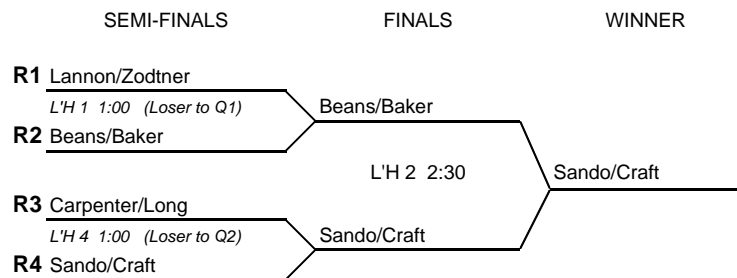 SEMI-FINALS FINALS WINNER
R1 Lannon/Zodtner
L'H 1 1:00 (Loser to Q1) Beans/Baker
R2 Beans/Baker
L'H 2 2:30 Sando/Craft
R3 Carpenter/Long
L'H 4 1:00 (Loser to Q2) Sando/Craft
R4 Sando/Craft